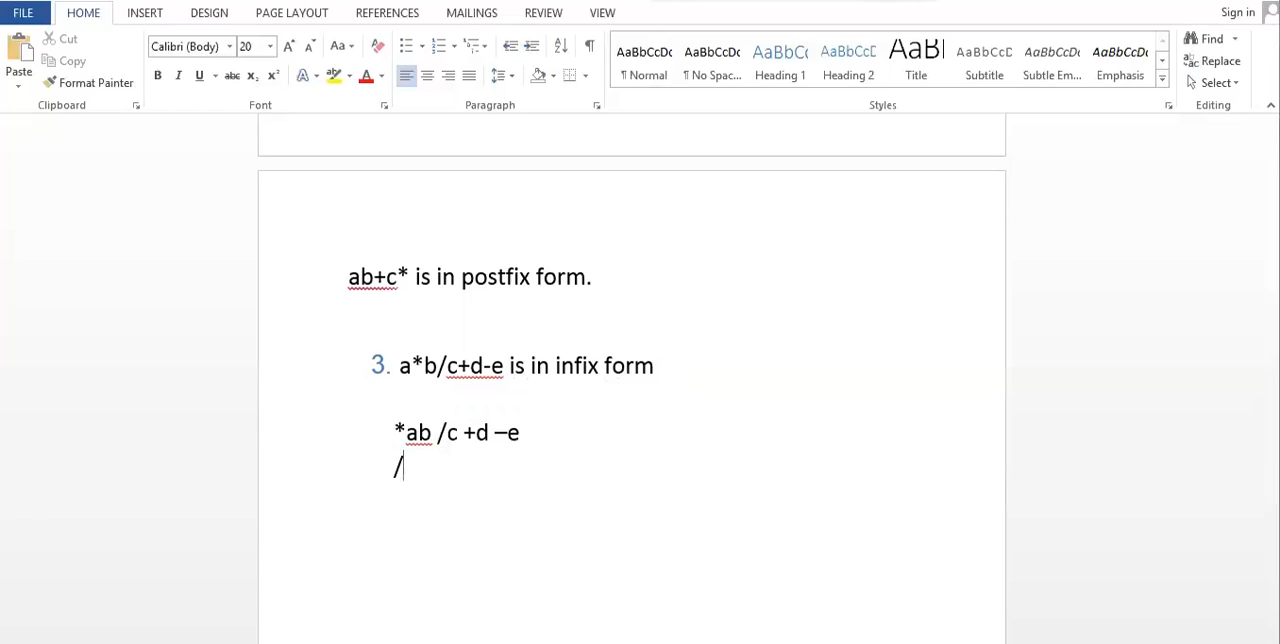 FILE HOME INSERT DESIGN PAGE LAYOUT REFERENCES MAILINGS REVIEW VIEW Sign in
Cut
Copy
Format Painter
Paste
Clipboard
Calibri (Body) 20
Font
Paragraph
AaBbCcDc AaBbCcDc AaBbCc AaBbCcD AaB AaBbCcD AaBbCcDc AaBbCcDc
¶ Normal ¶ No Spac... Heading 1 Heading 2 Title Subtitle Subtle Em... Emphasis
Styles
Find
Replace
Select
Editing
ab+c* is in postfix form.
3. a*b/c+d-e is in infix form
*ab /c +d –e
/